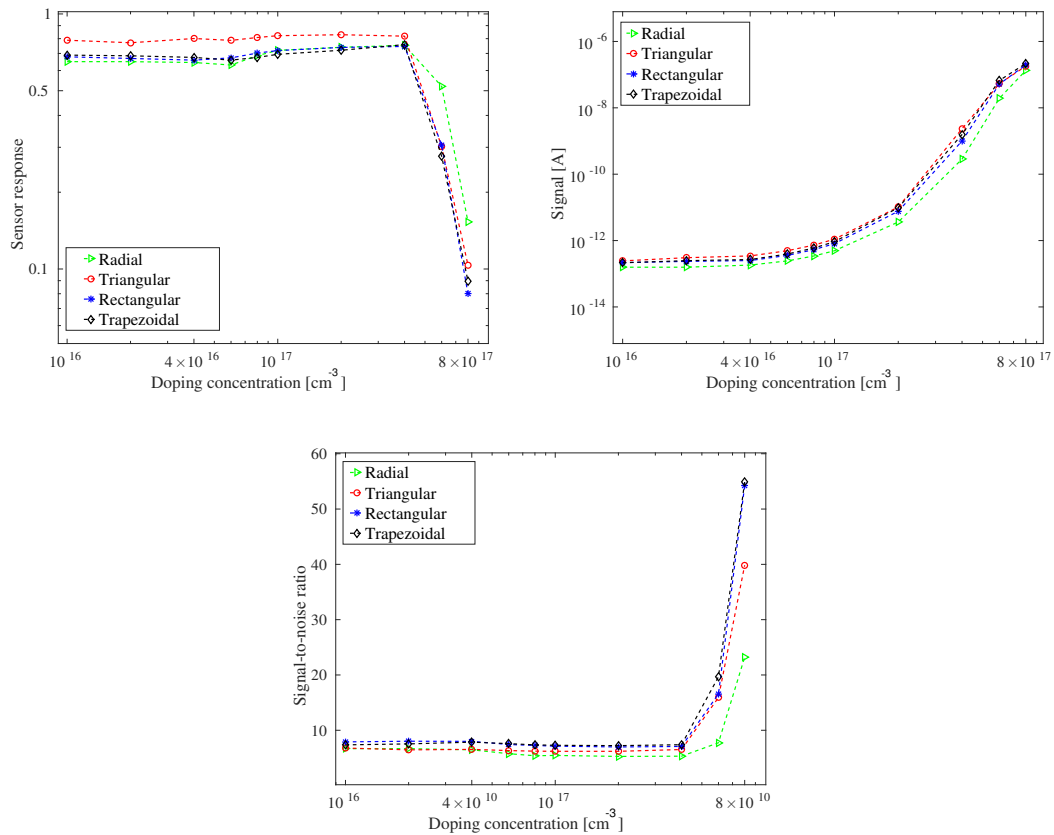 1
0.5
0.1
Sensor response
Radial
Triangular
Rectangular
Trapezoidal
10^16 4 × 10^16 10^17 8 × 10^17
Doping concentration [cm^-3]
10^-6
10^-8
10^-10
10^-12
10^-14
Signal [A]
Radial
Triangular
Rectangular
Trapezoidal
10^16 4 × 10^16 10^17 8 × 10^17
Doping concentration [cm^-3]
60
50
40
30
20
10
Signal-to-noise ratio
Radial
Triangular
Rectangular
Trapezoidal
10^16 4 × 10^10 10^17 8 × 10^10
Doping concentration [cm^-3]